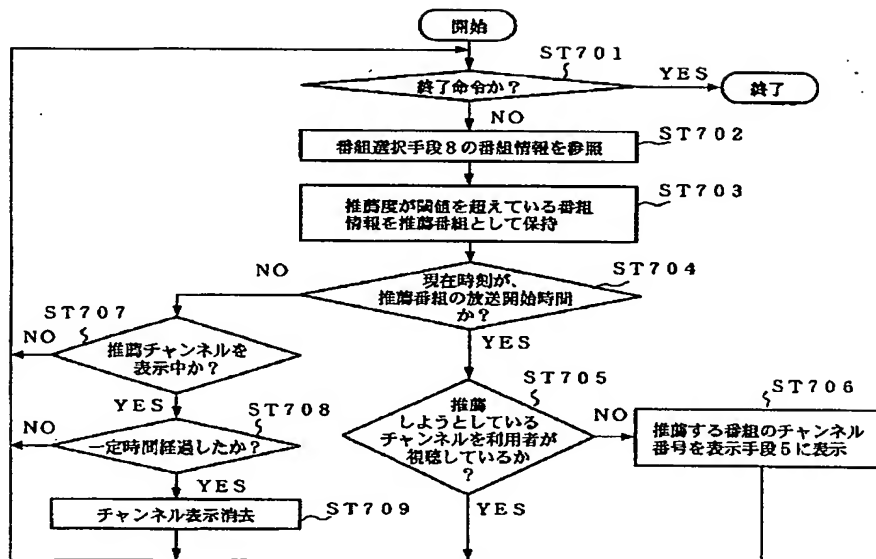 開始
ST701
終了命令か？
YES
終了
NO
ST702
番組選択手段8の番組情報を参照
ST703
推薦度が閾値を超えている番組
情報を推薦番組として保持
NO
ST704
現在時刻が、
推薦番組の放送開始時間
か？
ST707
NO
推薦チャンネルを
表示中か？
YES
YES
ST705
ST706
ST708
NO
一定時間経過したか？
推薦
しようとしている
チャンネルを利用者が
視聴しているか
？
NO
推薦する番組のチャンネル
番号を表示手段5に表示
YES
チャンネル表示消去
ST709
YES